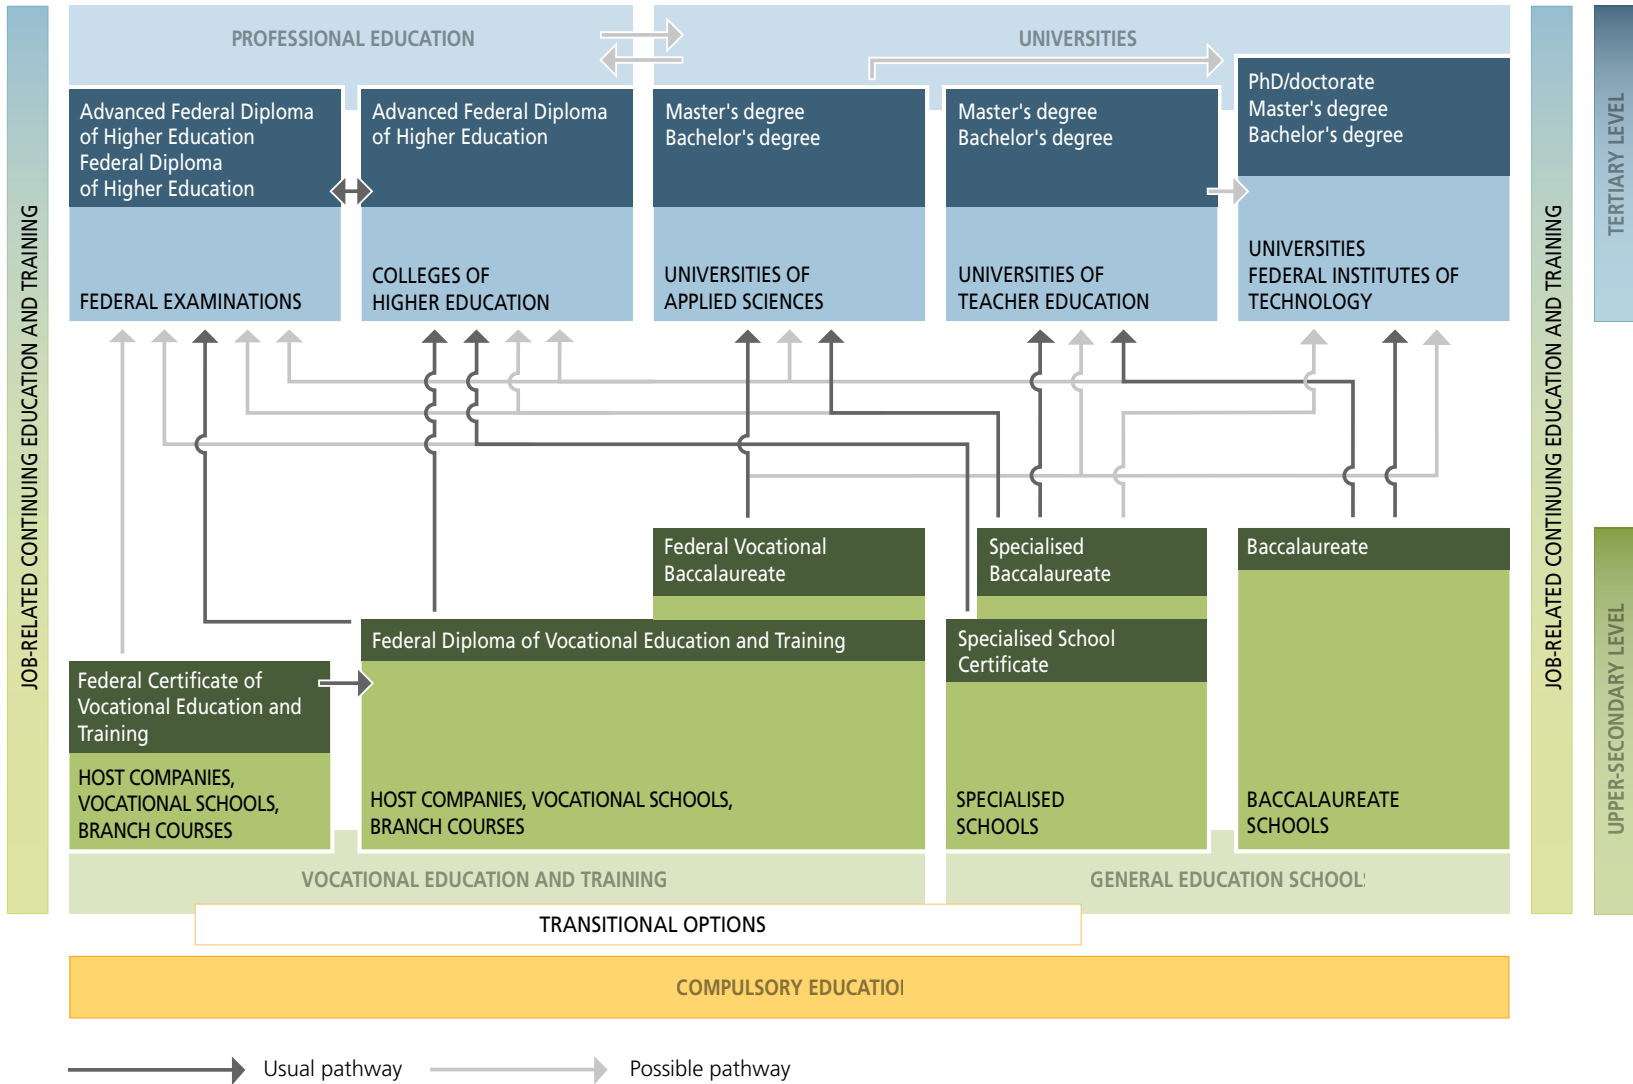 PROFESSIONAL EDUCATION
UNIVERSITIES
Advanced Federal Diploma
of Higher Education
Federal Diploma
of Higher Education
FEDERAL EXAMINATIONS
Advanced Federal Diploma
of Higher Education
COLLEGES OF
HIGHER EDUCATION
Master's degree
Bachelor's degree
UNIVERSITIES OF
APPLIED SCIENCES
Master's degree
Bachelor's degree
UNIVERSITIES OF
TEACHER EDUCATION
PhD/doctorate
Master's degree
Bachelor's degree
UNIVERSITIES
FEDERAL INSTITUTES OF
TECHNOLOGY
JOB-RELATED CONTINUING EDUCATION AND TRAINING
JOB-RELATED CONTINUING EDUCATION AND TRAINING
TERTIARY LEVEL
UPPER-SECONDARY LEVEL
Federal Vocational
Baccalaureate
Specialised
Baccalaureate
Baccalaureate
Federal Diploma of Vocational Education and Training
Specialised School
Certificate
Federal Certificate of
Vocational Education and
Training
HOST COMPANIES,
VOCATIONAL SCHOOLS,
BRANCH COURSES
HOST COMPANIES, VOCATIONAL SCHOOLS,
BRANCH COURSES
SPECIALISED
SCHOOLS
BACCALAUREATE
SCHOOLS
VOCATIONAL EDUCATION AND TRAINING
GENERAL EDUCATION SCHOOLS
TRANSITIONAL OPTIONS
COMPULSORY EDUCATION
Usual pathway
Possible pathway